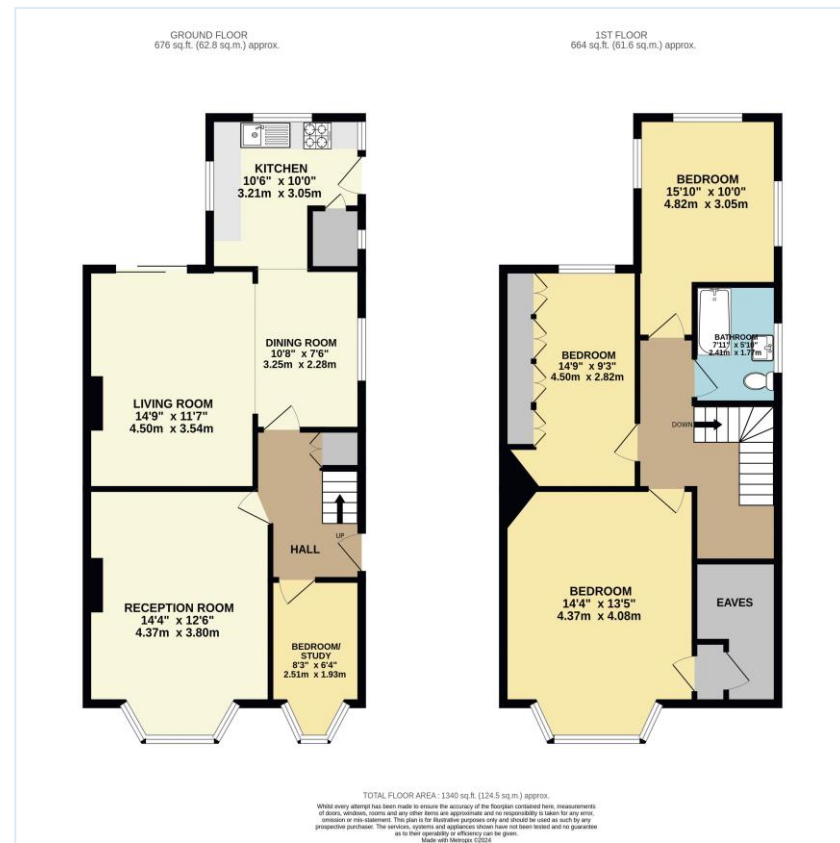 GROUND FLOOR
676 sq.ft. (62.8 sq.m.) approx.
KITCHEN
10'6" x 10'0"
3.21m x 3.05m
DINING ROOM
10'8" x 7'6"
3.25m x 2.28m
LIVING ROOM
14'9" x 11'7"
4.50m x 3.54m
UP
HALL
RECEPTION ROOM
14'4" x 12'6"
4.37m x 3.80m
BEDROOM/
STUDY
8'3" x 6'4"
2.51m x 1.93m
1ST FLOOR
664 sq.ft. (61.6 sq.m.) approx.
BEDROOM
15'10" x 10'0"
4.82m x 3.05m
BATHROOM
7'11" x 5'10"
2.41m x 1.77m
BEDROOM
14'9" x 9'3"
4.50m x 2.82m
DOWN
BEDROOM
14'4" x 13'5"
4.37m x 4.08m
EAVES
TOTAL FLOOR AREA : 1340 sq.ft. (124.5 sq.m.) approx.
Whilst every attempt has been made to ensure the accuracy of the floorplan contained here, measurements
of doors, windows, rooms and any other items are approximate and no responsibility is taken for any error,
omission or mis-statement. This plan is for illustrative purposes only and should be used as such by any
prospective purchaser. The services, systems and appliances shown have not been tested and no guarantee
as to their operability or efficiency can be given.
Made with Metropix ©2024